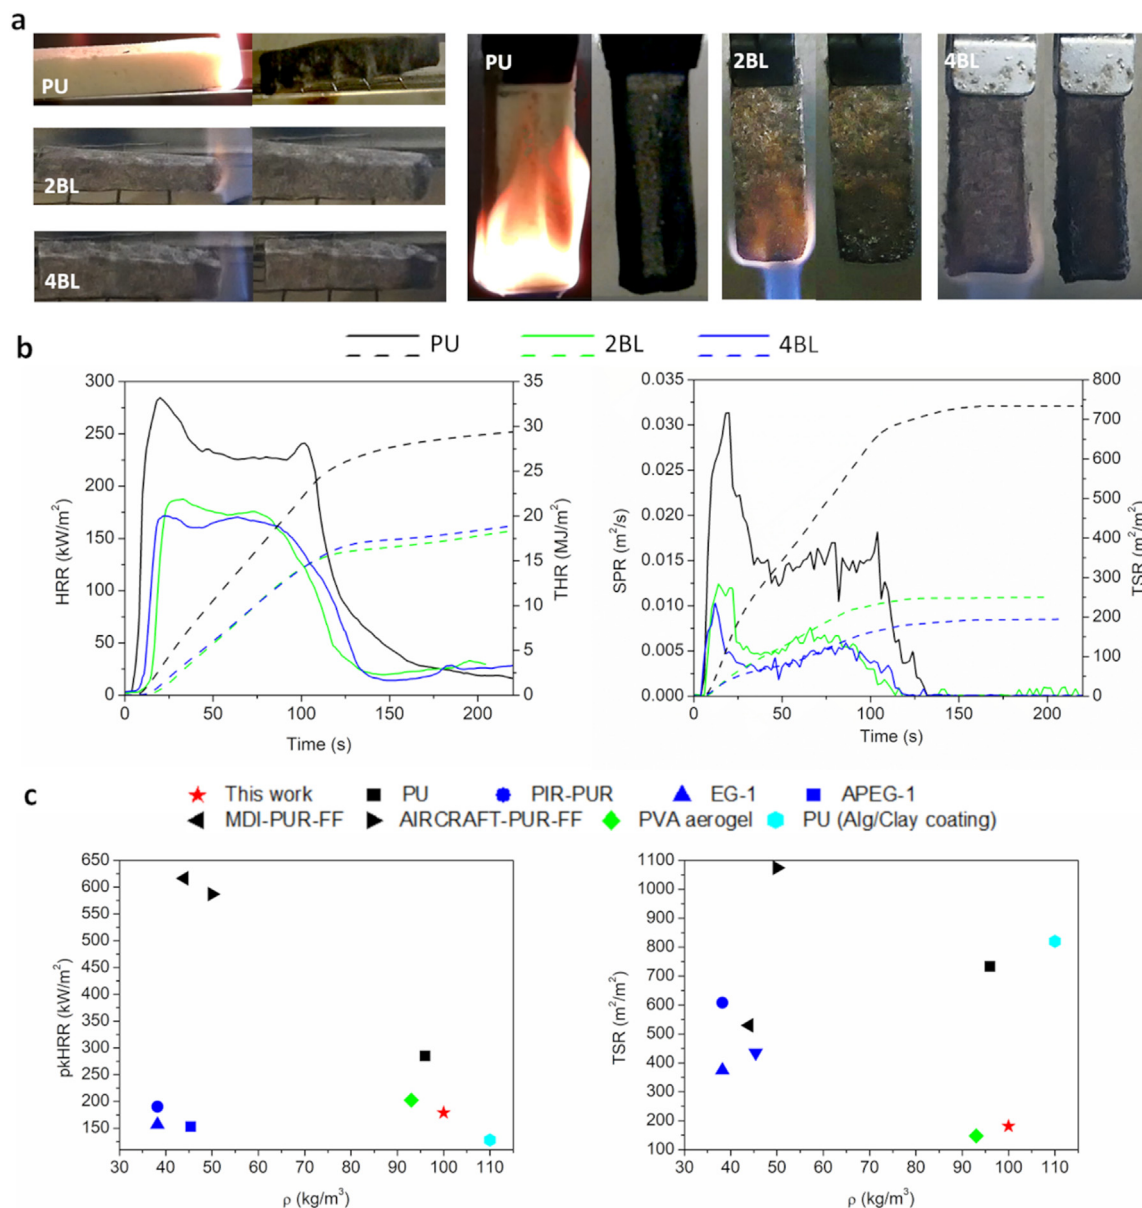 a
PU
2BL
4BL
PU
2BL
4BL
b
PU 2BL 4BL
300
250
200
150
100
50
0
HRR (kW/m²)
0 50 100 150 200
Time (s)
35
30
25
20
15
10
5
0
THR (MJ/m²)
0.035
0.030
0.025
0.020
0.015
0.010
0.005
0.000
SPR (m²/s)
0 50 100 150 200
Time (s)
800
700
600
500
400
300
200
100
0
TSR (m²/m²)
c
This work PU PIR-PUR EG-1 APEG-1
MDI-PUR-FF AIRCRAFT-PUR-FF PVA aerogel PU (Alg/Clay coating)
650
600
550
500
450
400
350
300
250
200
150
pkHRR (kW/m²)
30 40 50 60 70 80 90 100 110
ρ (kg/m³)
1100
1000
900
800
700
600
500
400
300
200
100
TSR (m²/m²)
30 40 50 60 70 80 90 100 110
ρ (kg/m³)